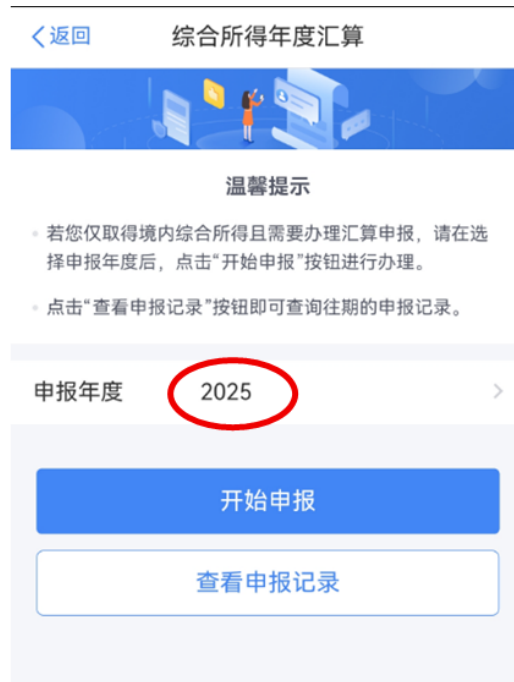 返回
综合所得年度汇算
温馨提示
若您仅取得境内综合所得且需要办理汇算申报，请在选
择申报年度后，点击“开始申报”按钮进行办理。
点击“查看申报记录”按钮即可查询往期的申报记录。
申报年度 2025
开始申报
查看申报记录